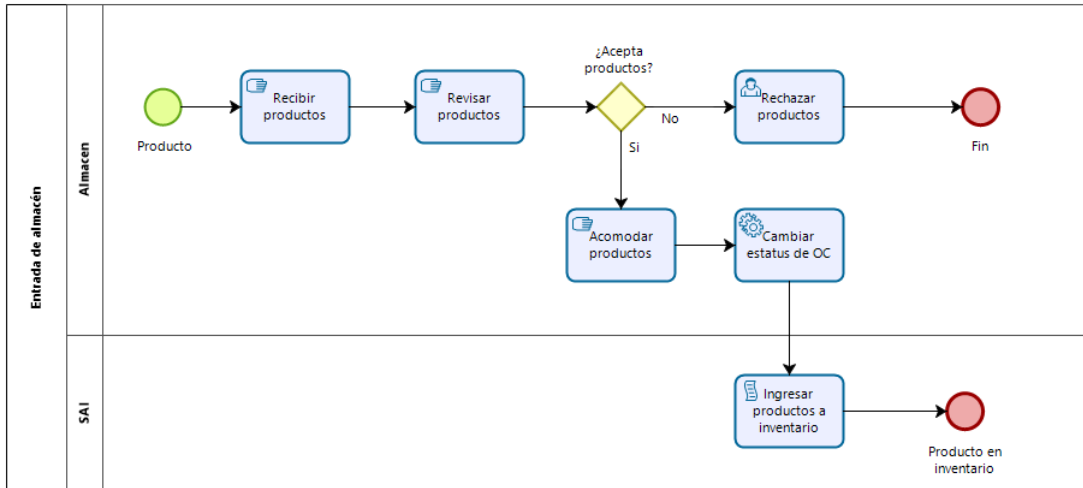 Entrada de almacén
Almacen
Producto
Recibir
productos
Revisar
productos
¿Acepta
productos?
No
Si
Rechazar
productos
Fin
Acomodar
productos
Cambiar
estatus de OC
SAI
Ingresar
productos a
inventario
Producto en
inventario